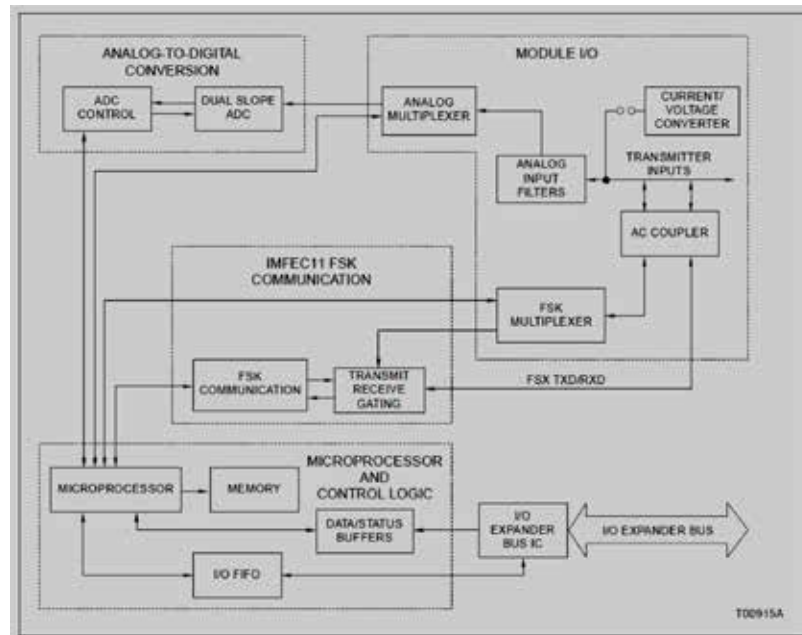 ANALOG-TO-DIGITAL
CONVERSION
ADC
CONTROL
DUAL SLOPE
ADC
MODULE I/O
ANALOG
MULTIPLEXER
CURRENT/
VOLTAGE
CONVERTER
ANALOG
INPUT
FILTERS
TRANSMITTER
INPUTS
AC COUPLER
IMFEC11 FSK
COMMUNICATION
FSK
MULTIPLEXER
FSK
COMMUNICATION
TRANSMIT
RECEIVE
GATING
FSX TXD/RXD
MICROPROCESSOR
AND
CONTROL LOGIC
MICROPROCESSOR
MEMORY
DATA/STATUS
BUFFERS
I/O
EXPANDER
BUS IC
I/O EXPANDER BUS
I/O FIFO
T00915A